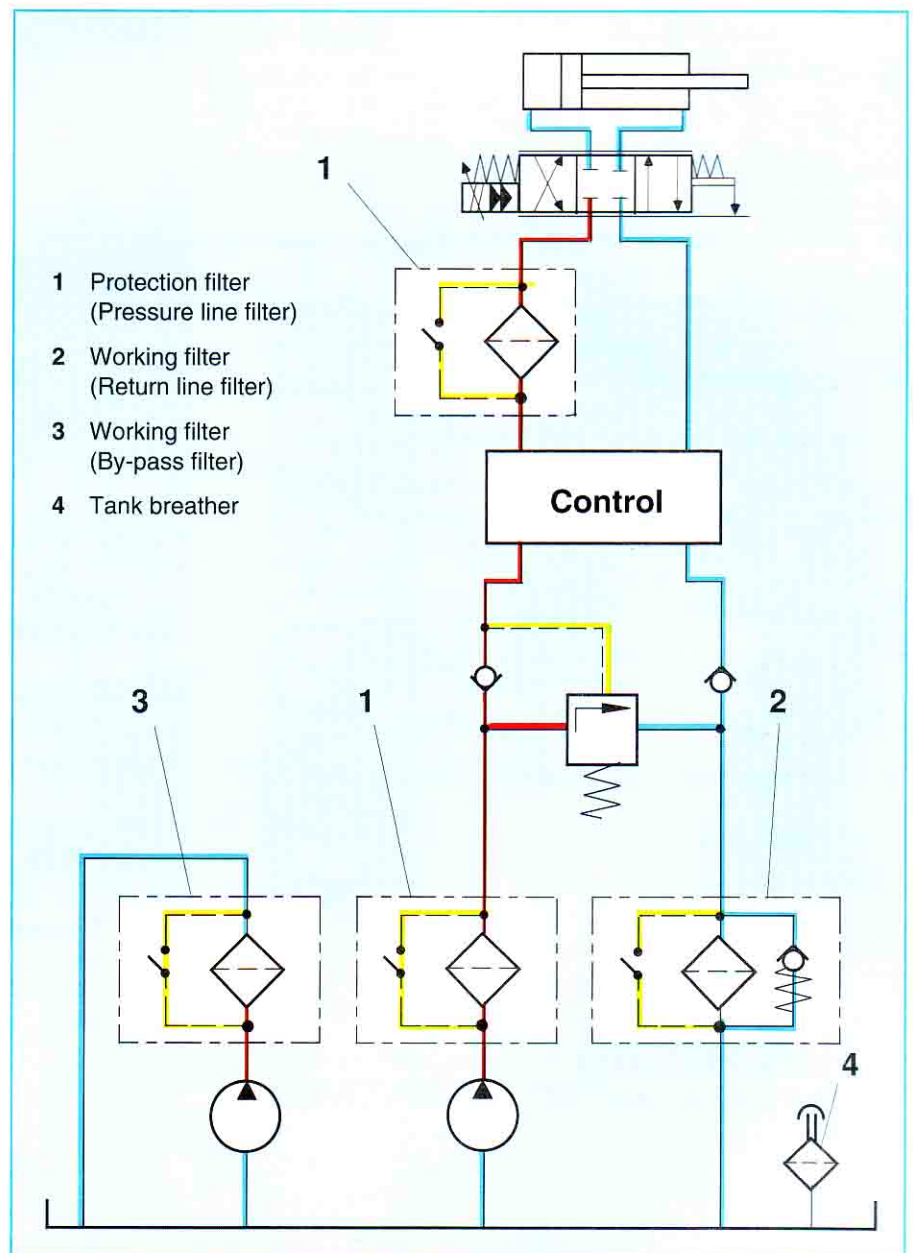 1
1 Protection filter
(Pressure line filter)
2 Working filter
(Return line filter)
3 Working filter
(By-pass filter)
4 Tank breather
Control
3
1
2
4